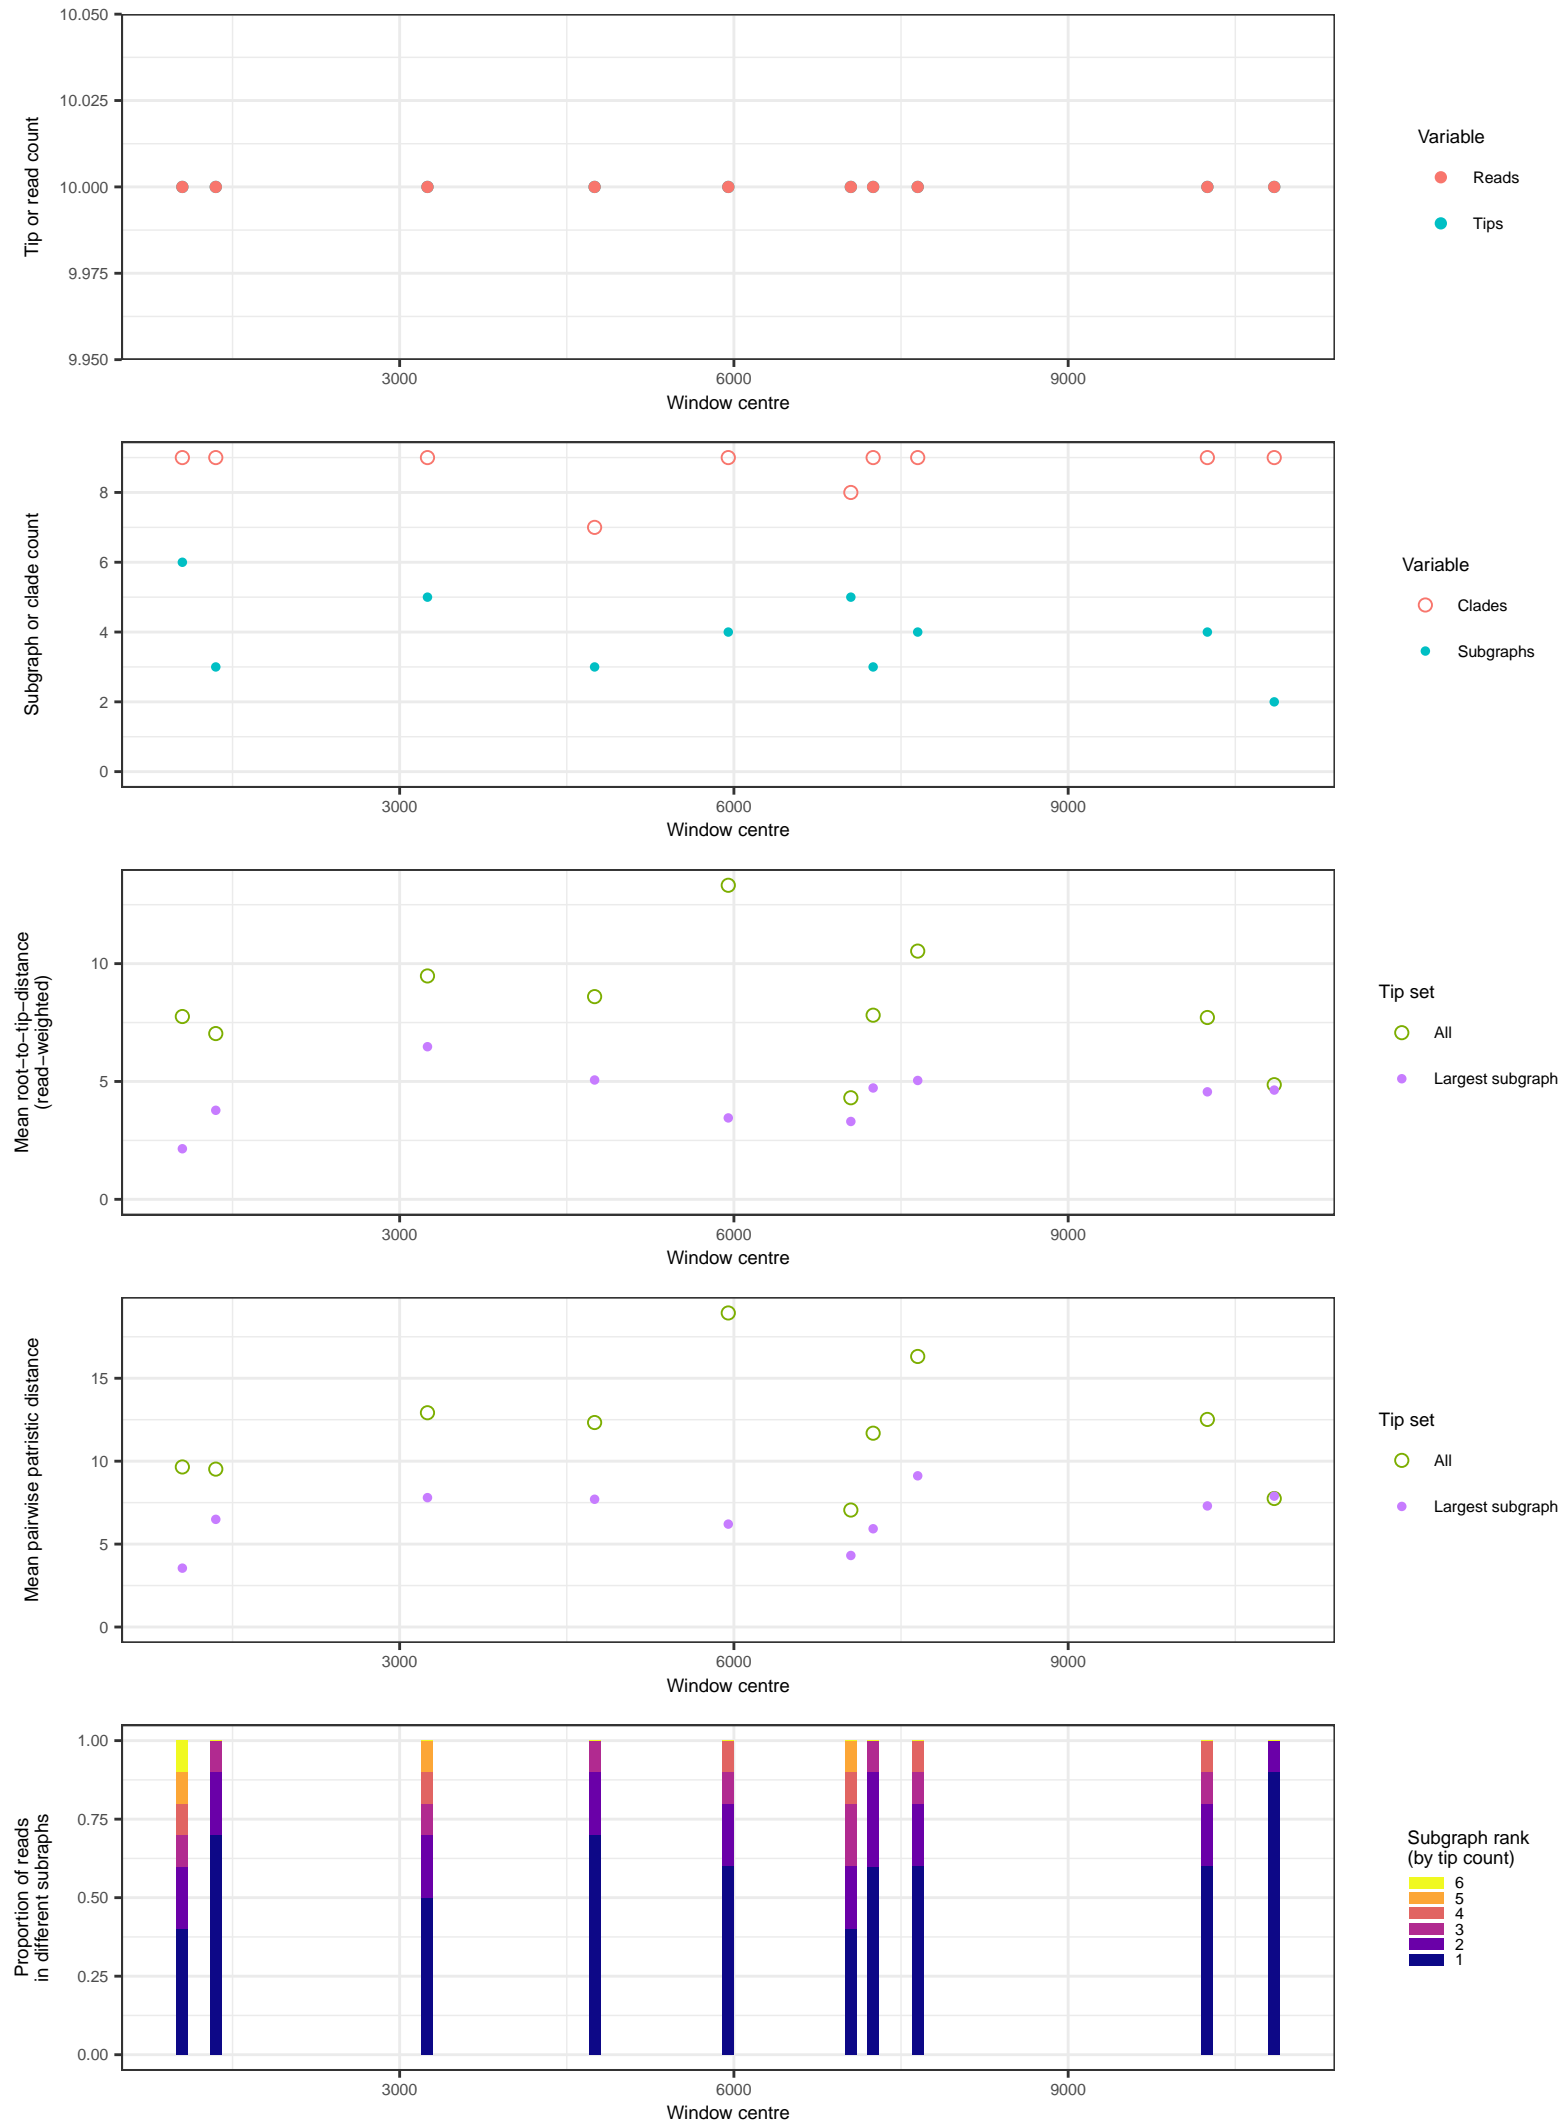 10.050
10.025
10.000
9.975
9.950
Tip or read count
3000
6000
9000
Window centre
Variable
Reads
Tips
8
6
4
2
0
Subgraph or clade count
3000
6000
9000
Window centre
Variable
Clades
Subgraphs
10
5
0
Mean root−to−tip−distance
(read−weighted)
3000
6000
9000
Window centre
Tip set
All
Largest subgraph
15
10
5
0
Mean pairwise patristic distance
3000
6000
9000
Window centre
Tip set
All
Largest subgraph
1.00
0.75
0.50
0.25
0.00
Proportion of reads
in different subraphs
3000
6000
9000
Window centre
Subgraph rank
(by tip count)
6
5
4
3
2
1